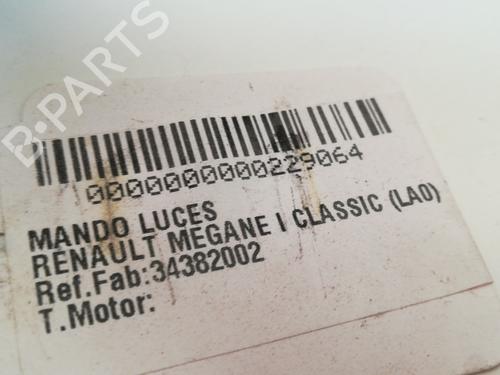 B-PARTS
0000000000229064
MANDO LUCES
RENAULT MEGANE I CLASSIC (LA0)
Ref.Fab:34382002
T.Motor: